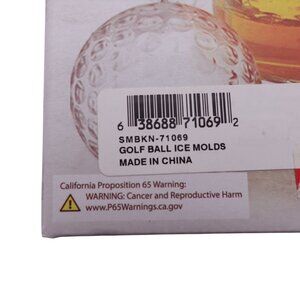 6 38688 71069 2
SMBKN-71069
GOLF BALL ICE MOLDS
MADE IN CHINA
California Proposition 65 Warning:
WARNING: Cancer and Reproductive Harm
www.P65Warnings.ca.gov